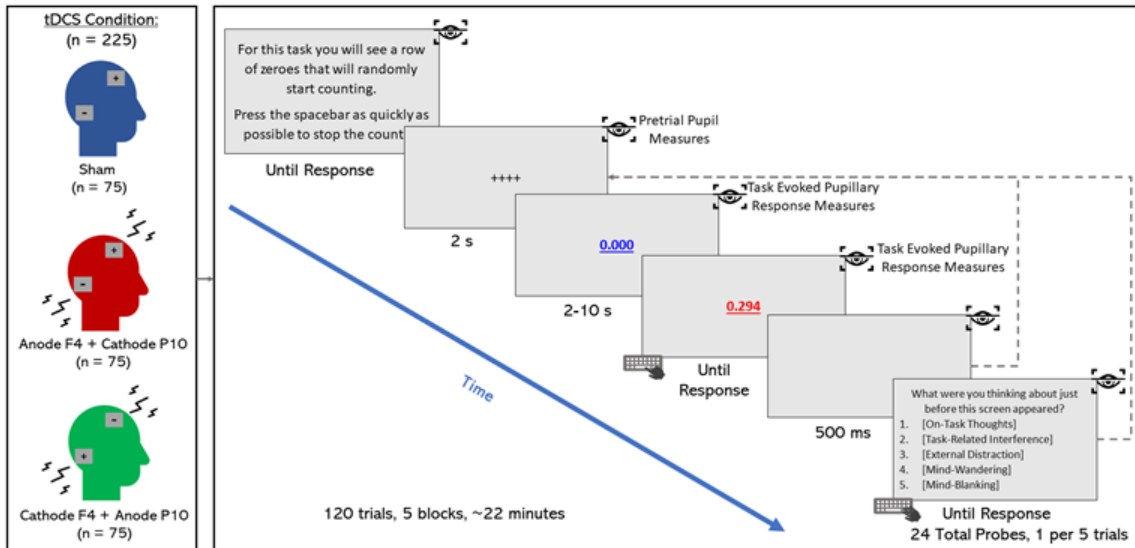 tDCS Condition:
(n = 225)
+
-
Sham
(n = 75)
+
-
Anode F4 + Cathode P10
(n = 75)
-
+
Cathode F4 + Anode P10
(n = 75)
For this task you will see a row
of zeroes that will randomly
start counting.
Press the spacebar as quickly as
possible to stop the count
Until Response
Pretrial Pupil
Measures
++++
2 s
Task Evoked Pupillary
Response Measures
0.000
2-10 s
Task Evoked Pupillary
Response Measures
0.294
Until
Response
500 ms
What were you thinking about just
before this screen appeared?
1. [On-Task Thoughts]
2. [Task-Related Interference]
3. [External Distraction]
4. [Mind-Wandering]
5. [Mind-Blanking]
Until Response
24 Total Probes, 1 per 5 trials
Time
120 trials, 5 blocks, ~22 minutes